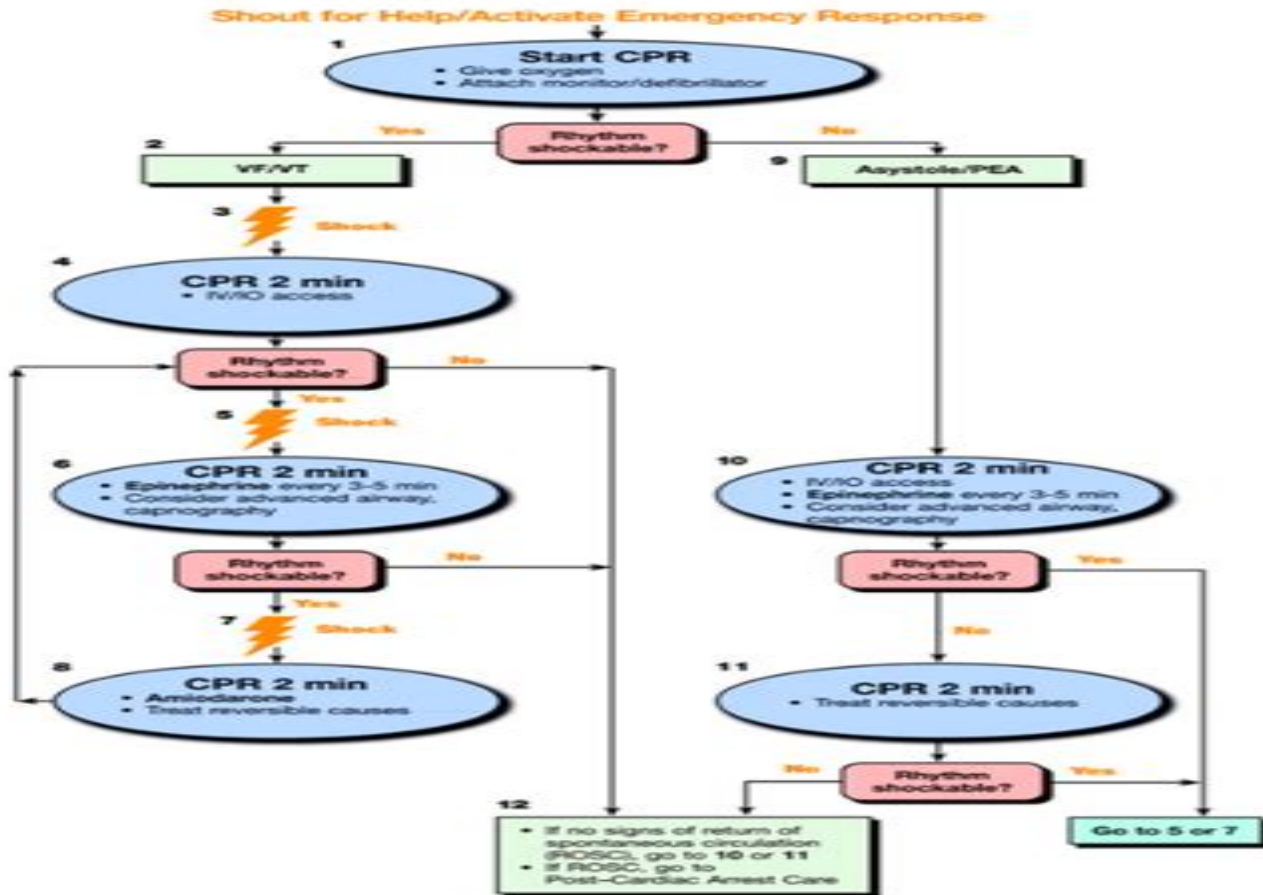 Shout for Help/Activate Emergency Response
1
Start CPR
• Give oxygen
• Attach monitor/defibrillator
Rhythm
shockable?
Yes
No
2
VF/VT
9
Asystole/PEA
3
Shock
4
CPR 2 min
• IV/IO access
Rhythm
shockable?
No
Yes
5
Shock
6
CPR 2 min
• Epinephrine every 3-5 min
• Consider advanced airway,
capnography
10
CPR 2 min
• IV/IO access
• Epinephrine every 3-5 min
• Consider advanced airway,
capnography
Rhythm
shockable?
No
Yes
Rhythm
shockable?
Yes
No
7
Shock
8
CPR 2 min
• Amiodarone
• Treat reversible causes
11
CPR 2 min
• Treat reversible causes
No
Rhythm
shockable?
Yes
12
• If no signs of return of
spontaneous circulation
(ROSC), go to 10 or 11
• If ROSC, go to
Post–Cardiac Arrest Care
Go to 5 or 7